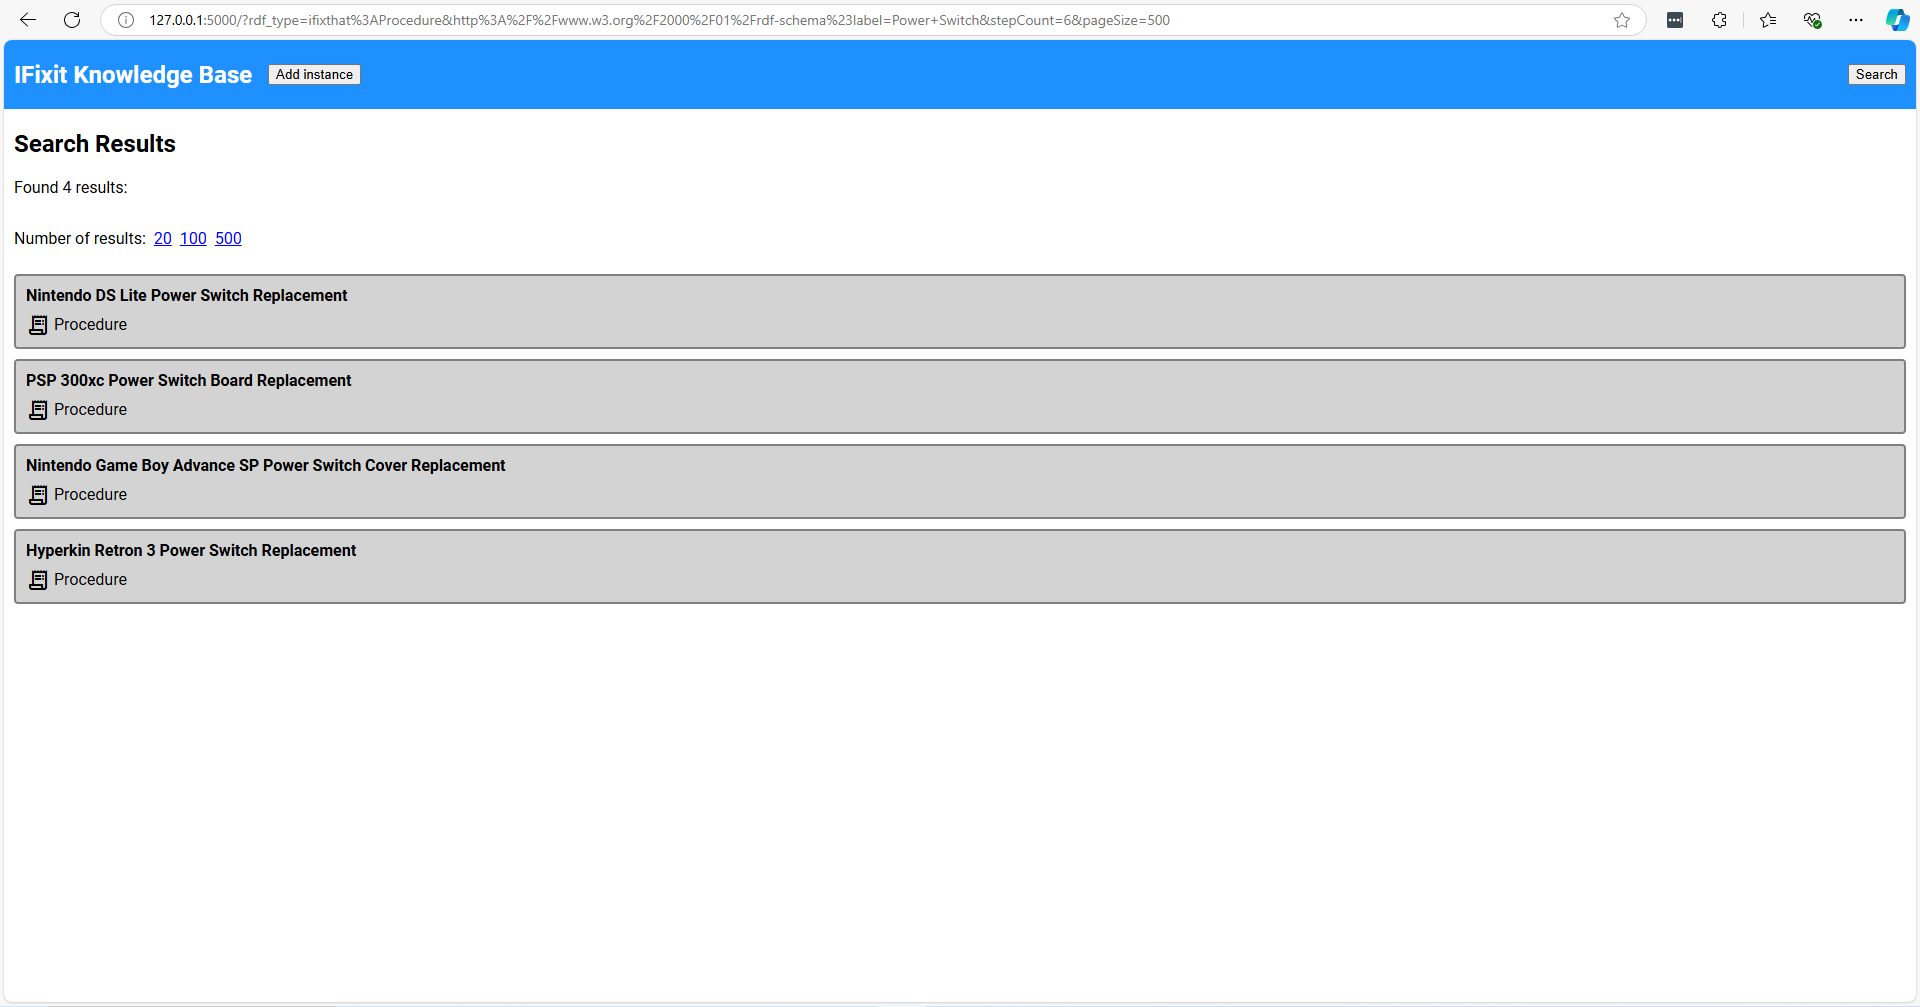 127.0.0.1:5000/?rdf_type=ifixthat%3AProcedure&http%3A%2F%2Fwww.w3.org%2F2000%2F01%2Frdf-schema%23label=Power+Switch&stepCount=6&pageSize=500
IFixit Knowledge Base Add instance Search
Search Results
Found 4 results:
Number of results: 20 100 500
Nintendo DS Lite Power Switch Replacement
Procedure
PSP 300xc Power Switch Board Replacement
Procedure
Nintendo Game Boy Advance SP Power Switch Cover Replacement
Procedure
Hyperkin Retron 3 Power Switch Replacement
Procedure